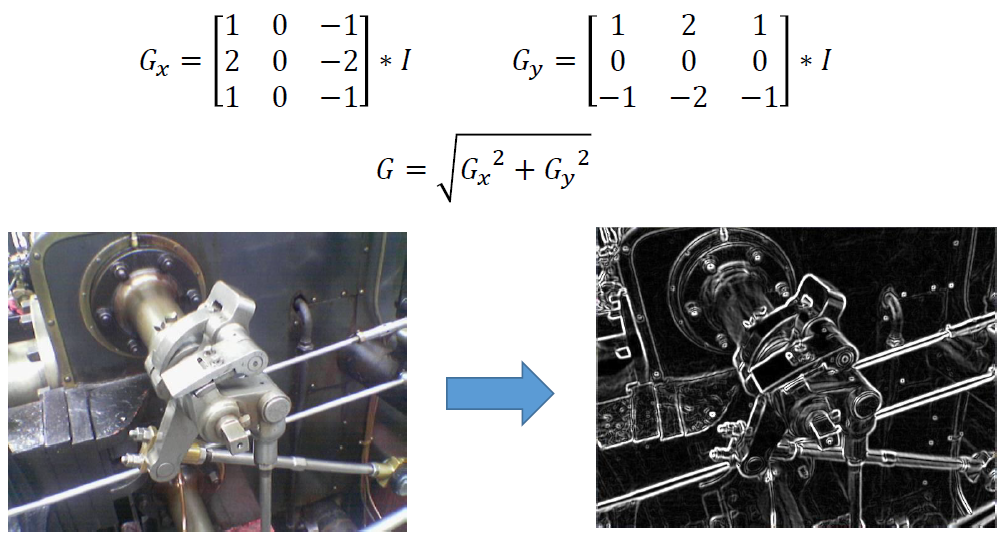 G_x = [1 0 −1; 2 0 −2; 1 0 −1] ∗ I
G_y = [1 2 1; 0 0 0; −1 −2 −1] ∗ I
G = √(G_x² + G_y²)